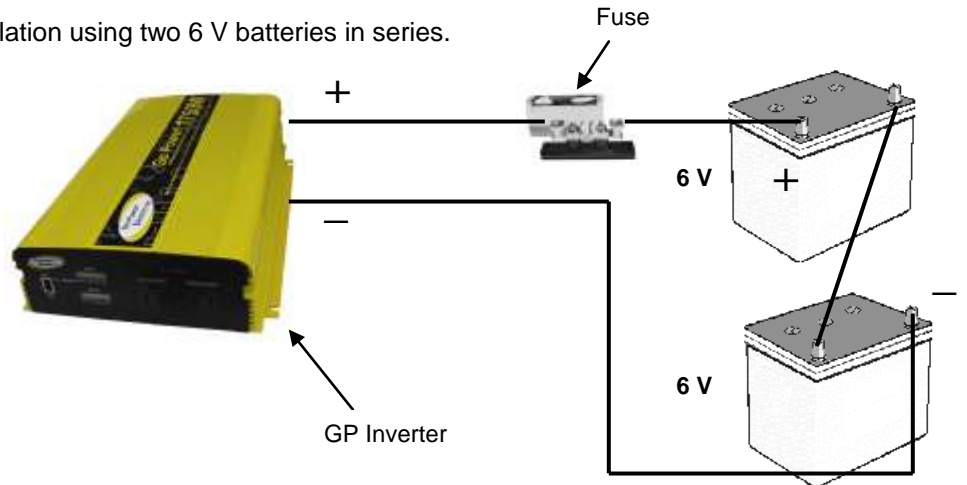 Fuse
lation using two 6 V batteries in series.
+
6 V
+
–
–
6 V
GP Inverter